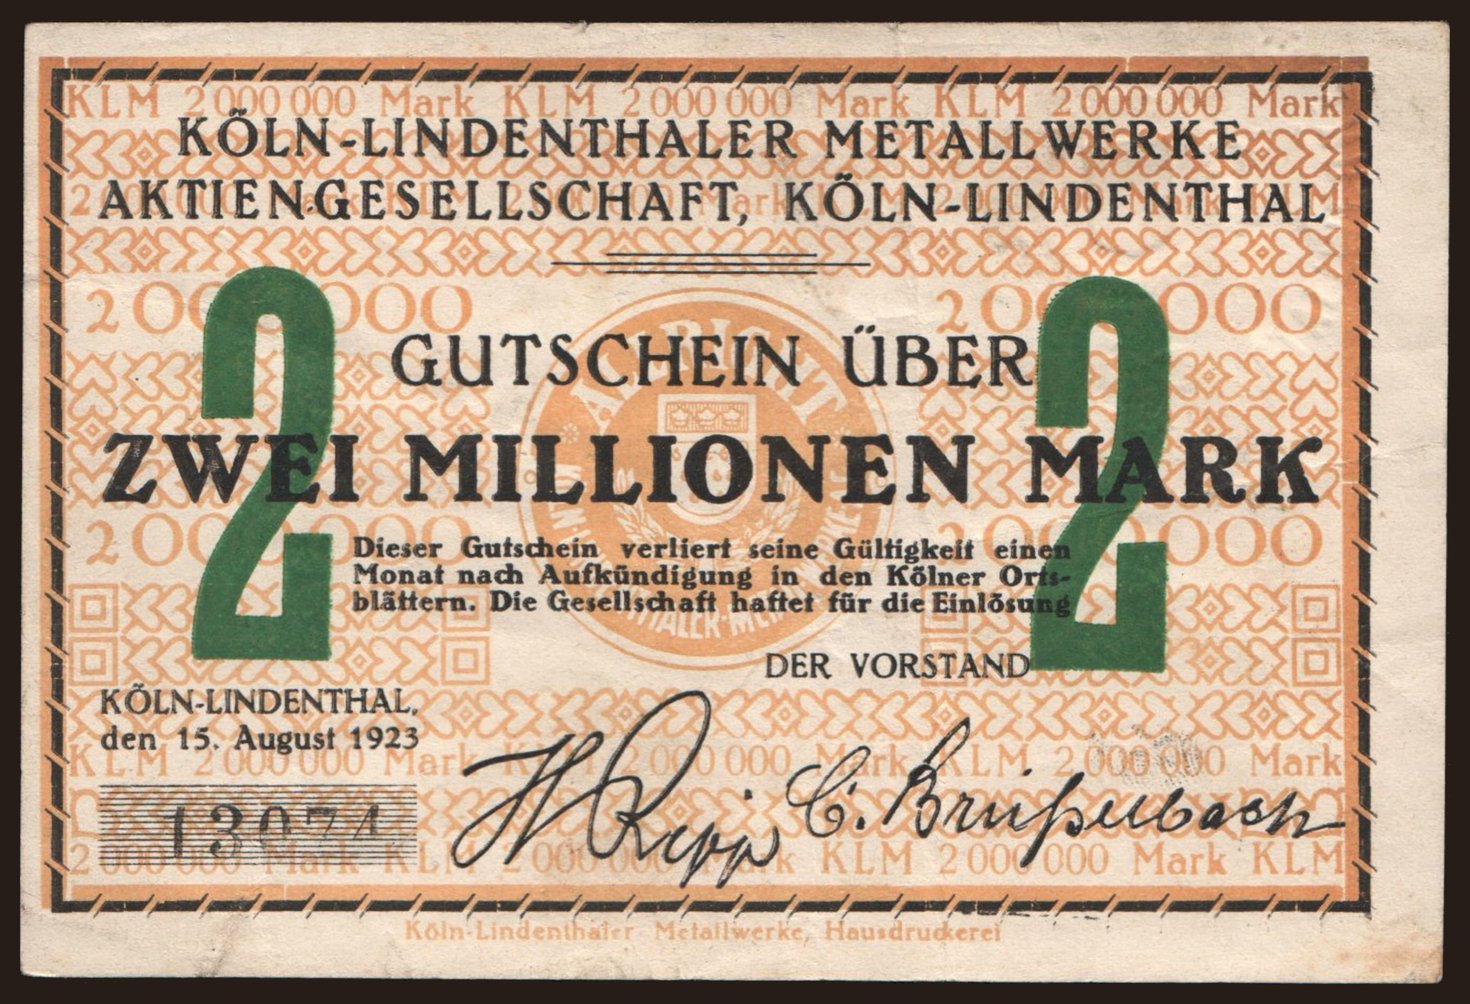 KLM 2 000 000 Mark KLM 2 000 000 Mark KLM 2 000 000 Mark
KÖLN-LINDENTHALER METALLWERKE
AKTIENGESELLSCHAFT, KÖLN-LINDENTHAL
GUTSCHEIN ÜBER
2 ZWEI MILLIONEN MARK 2
Dieser Gutschein verliert seine Gültigkeit einen
Monat nach Aufkündigung in den Kölner Orts-
blättern. Die Gesellschaft haftet für die Einlösung
DER VORSTAND
KÖLN-LINDENTHAL,
den 15. August 1923
KLM 2 000 000 Mark KLM 2 000 000 Mark KLM 2 000 000 Mark
13074
2 000 000 Mark KLM 2 000 000 Mark KLM 2 000 000 Mark KLM
Köln-Lindenthaler Metallwerke, Hausdruckerei